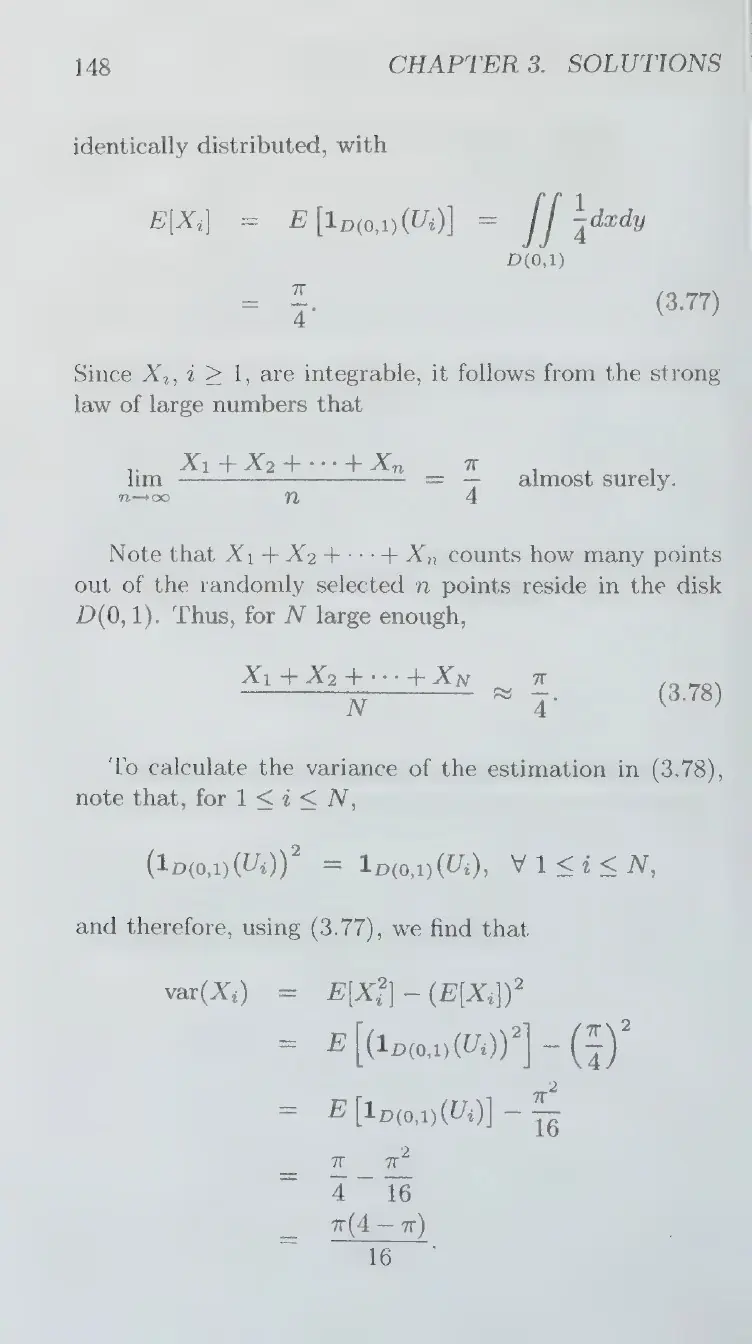 148 CHAPTER 3. SOLUTIONS
identically distributed, with
E[X_i] = E [1_{D(0,1)}(U_i)] = ∬_{D(0,1)} 1/4 dxdy
= π/4. (3.77)
Since X_i, i ≥ 1, are integrable, it follows from the strong
law of large numbers that
lim_{n→∞} (X_1 + X_2 + ··· + X_n)/n = π/4 almost surely.
Note that X_1 + X_2 + ··· + X_n counts how many points
out of the randomly selected n points reside in the disk
D(0, 1). Thus, for N large enough,
(X_1 + X_2 + ··· + X_N)/N ≈ π/4. (3.78)
To calculate the variance of the estimation in (3.78),
note that, for 1 ≤ i ≤ N,
(1_{D(0,1)}(U_i))^2 = 1_{D(0,1)}(U_i), ∀ 1 ≤ i ≤ N,
and therefore, using (3.77), we find that
var(X_i) = E[X_i^2] − (E[X_i])^2
= E [(1_{D(0,1)}(U_i))^2] − (π/4)^2
= E [1_{D(0,1)}(U_i)] − π^2/16
= π/4 − π^2/16
= π(4 − π)/16.